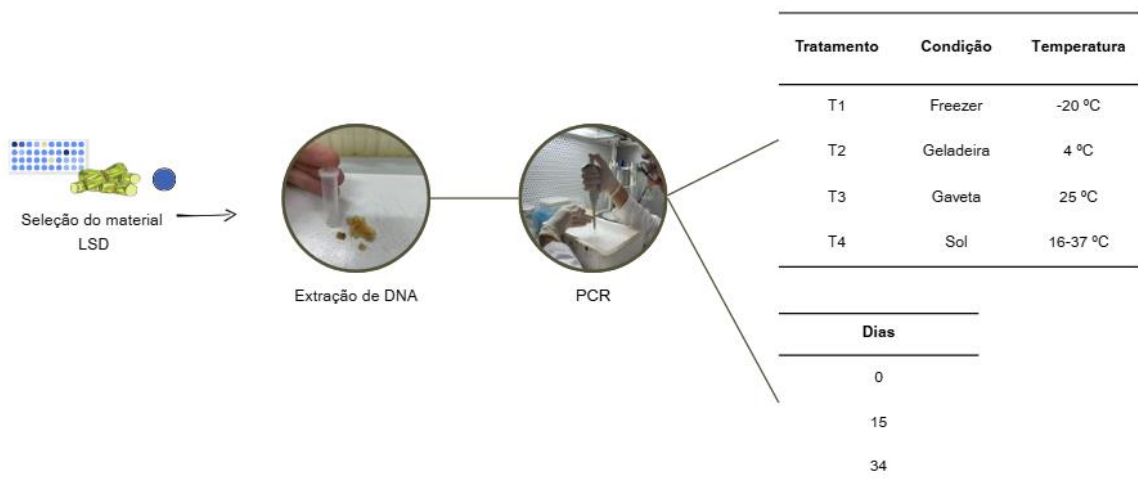 Seleção do material
LSD
Extração de DNA
PCR
Tratamento Condição Temperatura
T1 Freezer -20 ºC
T2 Geladeira 4 ºC
T3 Gaveta 25 ºC
T4 Sol 16-37 ºC
Dias
0
15
34